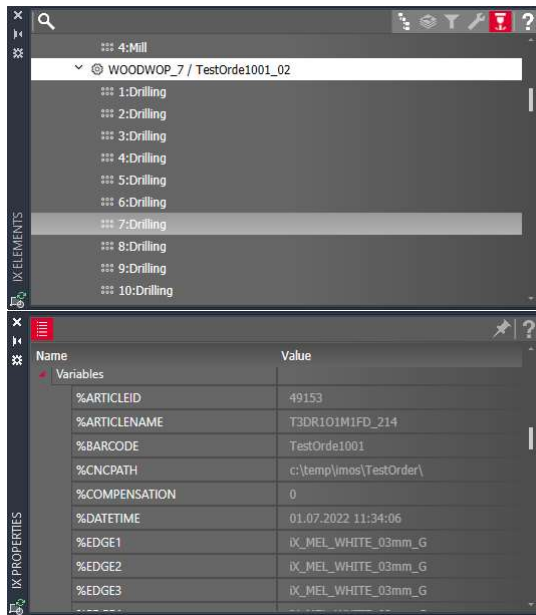 ?
4:Mill
WOODWOP_7 / TestOrde1001_02
1:Drilling
2:Drilling
3:Drilling
4:Drilling
5:Drilling
6:Drilling
7:Drilling
8:Drilling
9:Drilling
10:Drilling
IX ELEMENTS
?
Name Value
Variables
%ARTICLEID 49153
%ARTICLENAME T3DR1O1M1FD_214
%BARCODE TestOrde1001
%CNCPATH c:\temp\imos\TestOrder\
%COMPENSATION 0
%DATETIME 01.07.2022 11:34:06
%EDGE1 iX_MEL_WHITE_03mm_G
%EDGE2 iX_MEL_WHITE_03mm_G
%EDGE3 iX_MEL_WHITE_03mm_G
IX PROPERTIES